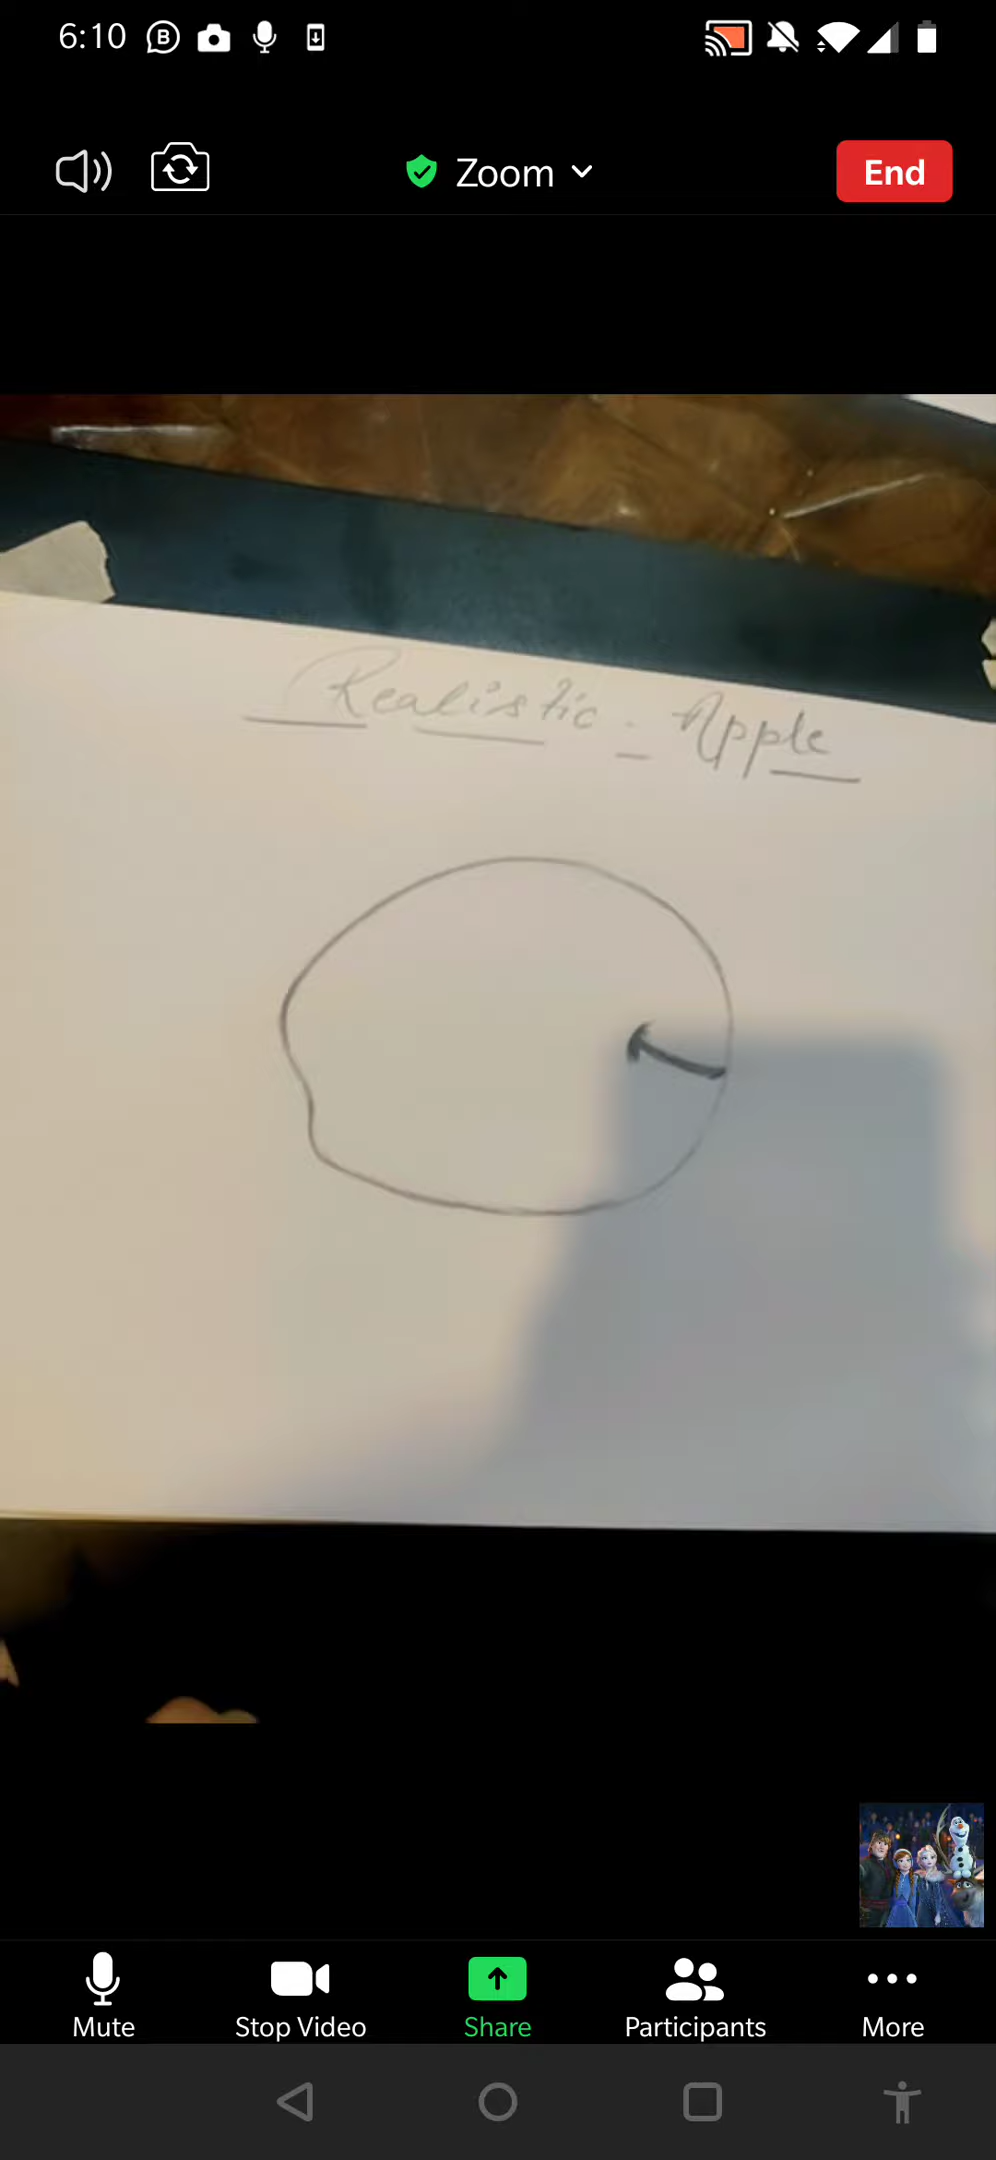 6:10
Zoom
End
Realistic - Apple
Mute
Stop Video
Share
Participants
More